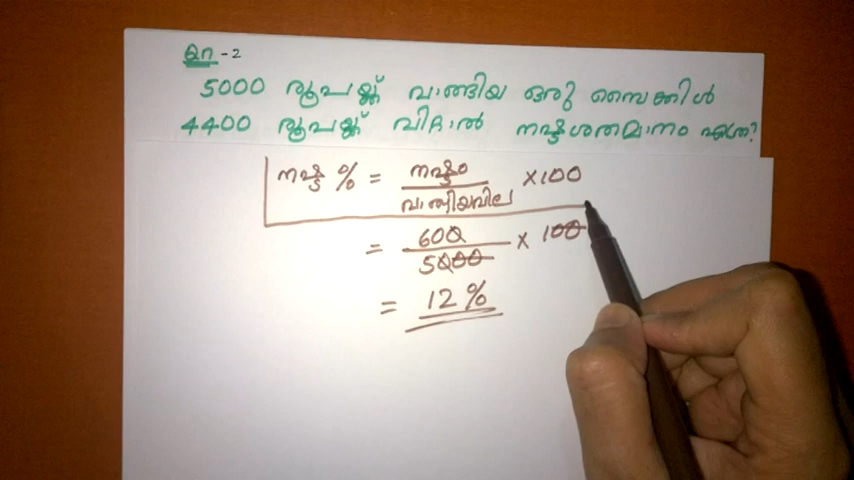 ഉദാ -2
5000 രൂപയ്ക്ക് വാങ്ങിയ ഒരു സൈക്കിൾ
4400 രൂപയ്ക്ക് വിറ്റാൽ നഷ്ടശതമാനം എത്ര?
നഷ്ട % = നഷ്ടം / വാങ്ങിയവില ×100
= 600 / 5000 × 100
= 12 %